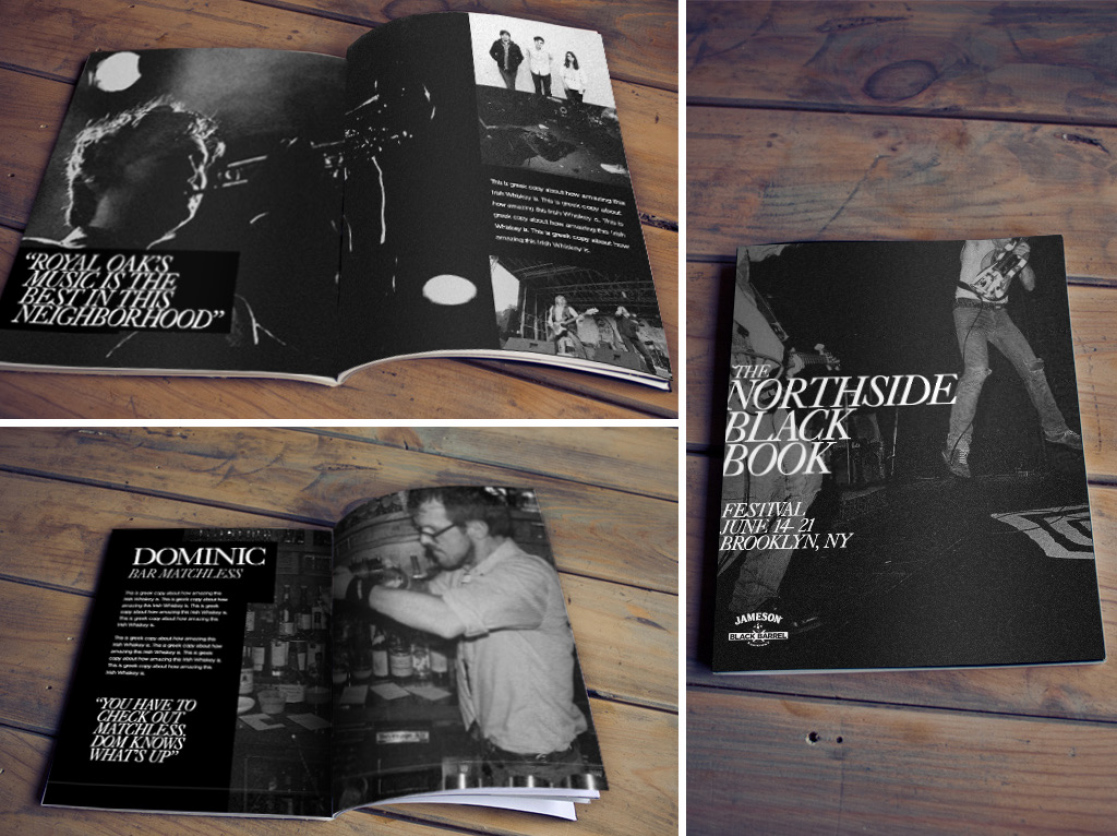 "ROYAL OAK'S
MUSIC IS THE
BEST IN THIS
NEIGHBORHOOD"
This is greek copy about how amazing this
Irish Whiskey is. This is greek copy about
how amazing this Irish Whiskey is. This is
greek copy about how amazing this Irish
Whiskey is. This is greek copy about how
amazing this Irish Whiskey is.
DOMINIC
BAR MATCHLESS
This is greek copy about how amazing this
Irish Whiskey is. This is greek copy about how
amazing this Irish Whiskey is. This is greek
copy about how amazing this Irish Whiskey is.
This is greek copy about how amazing this
Irish Whiskey is.
This is greek copy about how amazing this
Irish Whiskey is. This is greek copy about how
amazing this Irish Whiskey is. This is greek
copy about how amazing this Irish Whiskey is.
This is greek copy about how amazing this
Irish Whiskey is.
"YOU HAVE TO
CHECK OUT
MATCHLESS.
DOM KNOWS
WHAT'S UP"
THE
NORTHSIDE
BLACK
BOOK
FESTIVAL
JUNE 14-21
BROOKLYN, NY
JAMESON
BLACK BARREL